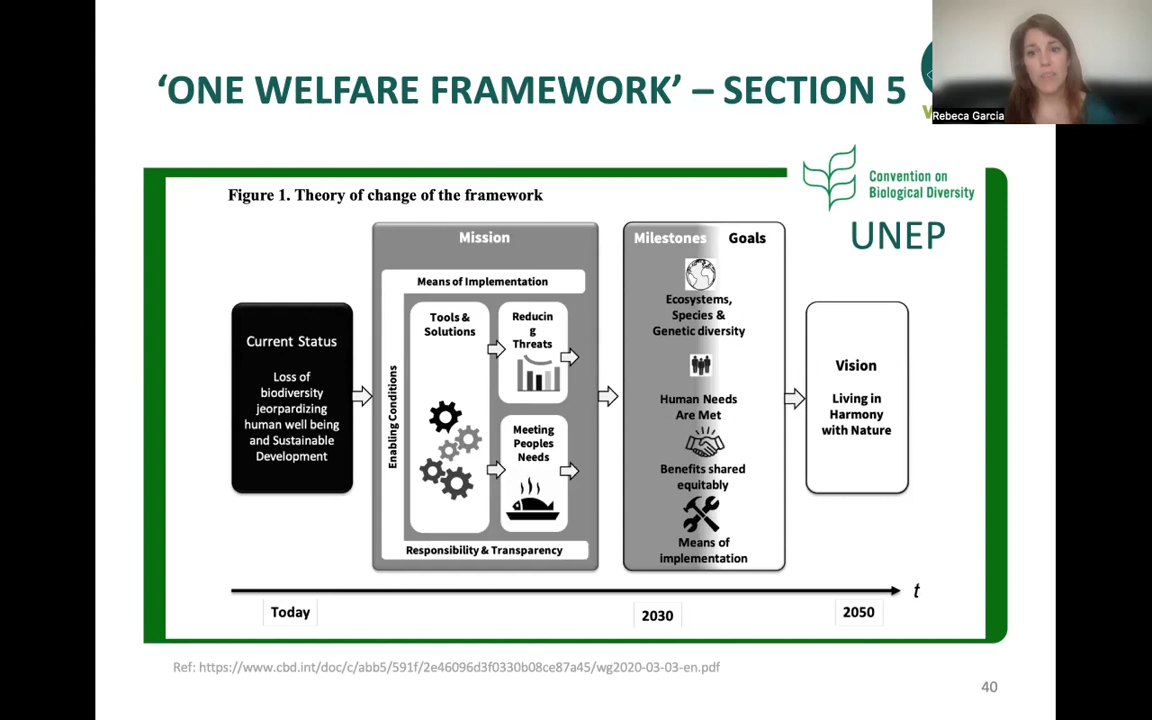 ‘ONE WELFARE FRAMEWORK’ – SECTION 5
Rebeca Garcia
Convention on
Biological Diversity
UNEP
Figure 1. Theory of change of the framework
Current Status
Loss of
biodiversity
jeorpardizing
human well being
and Sustainable
Development
Mission
Means of Implementation
Enabling Conditions
Tools &
Solutions
Reducin
g
Threats
Meeting
Peoples
Needs
Responsibility & Transparency
Milestones Goals
Ecosystems,
Species &
Genetic diversity
Human Needs
Are Met
Benefits shared
equitably
Means of
implementation
Vision
Living in
Harmony
with Nature
t
Today
2030
2050
Ref: https://www.cbd.int/doc/c/abb5/591f/2e46096d3f0330b08ce87a45/wg2020-03-03-en.pdf
40